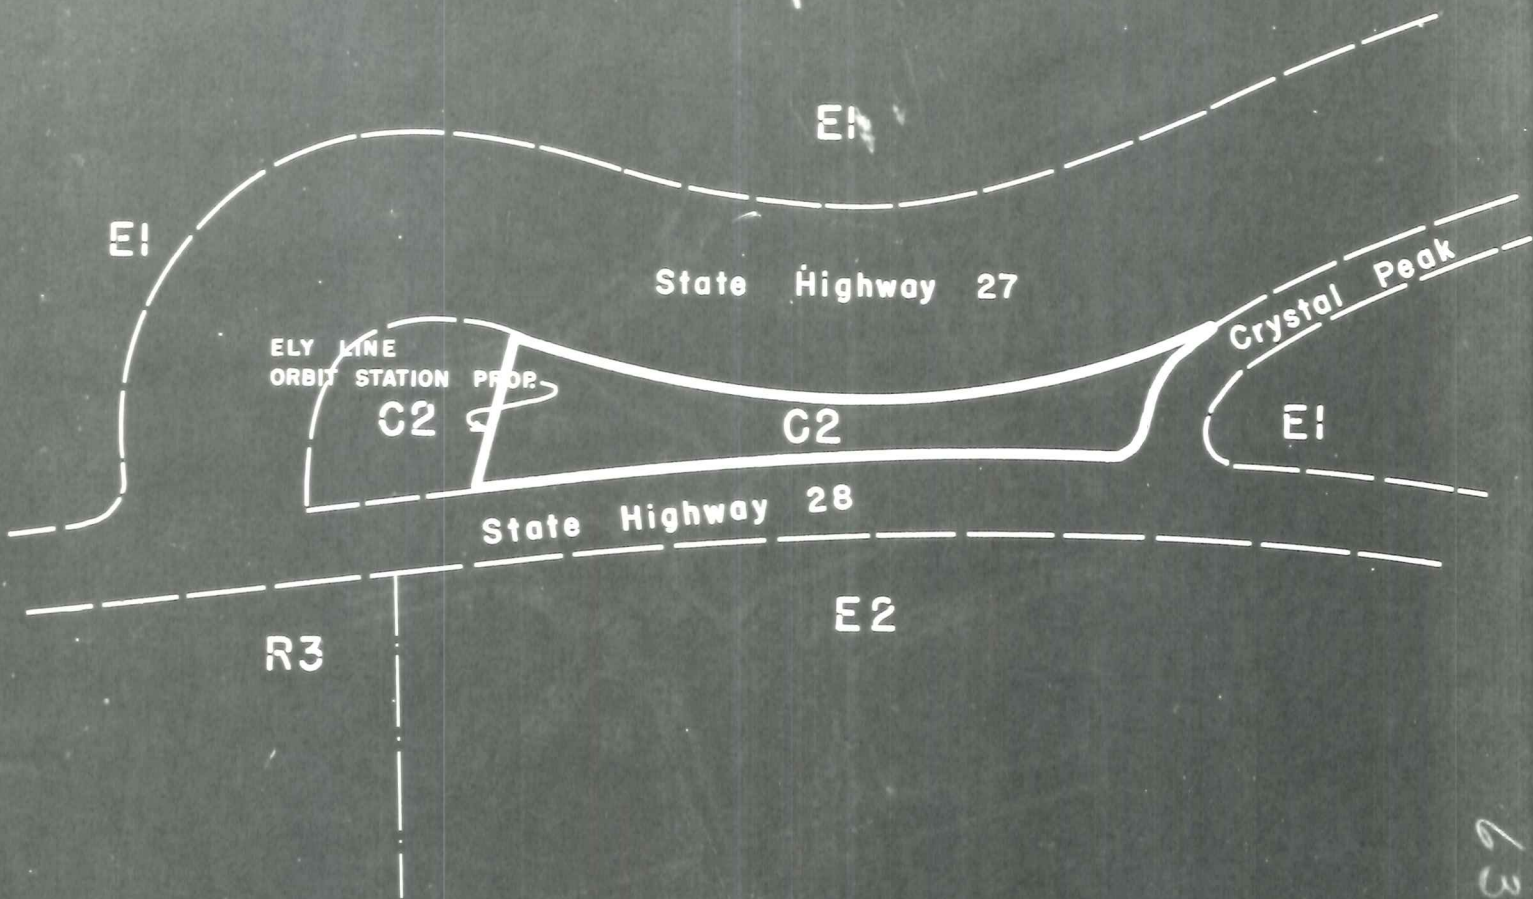 E1
E1
State Highway 27
Crystal Peak
ELY LINE
ORBIT STATION PROP.
C2
C2
E1
State Highway 28
E2
R3
63